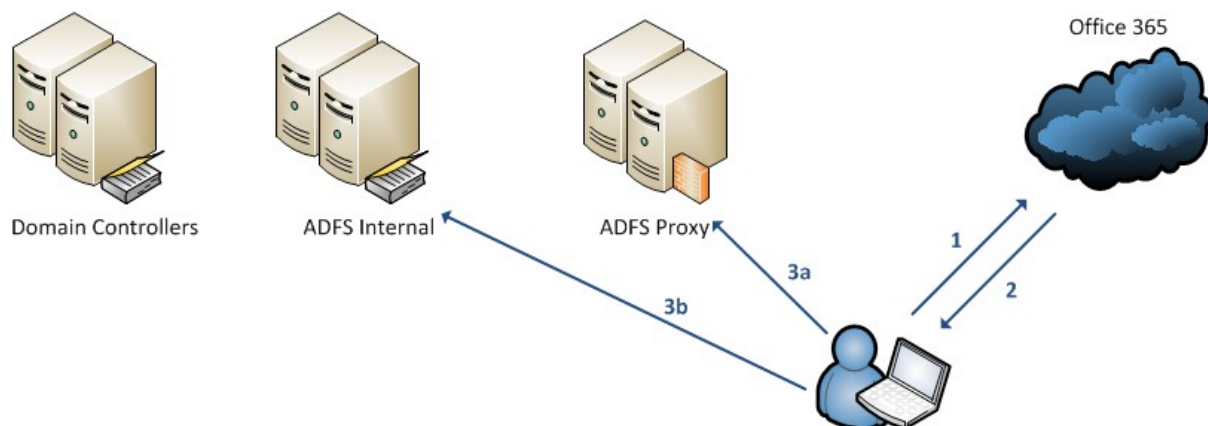 Office 365
Domain Controllers
ADFS Internal
ADFS Proxy
1
2
3a
3b